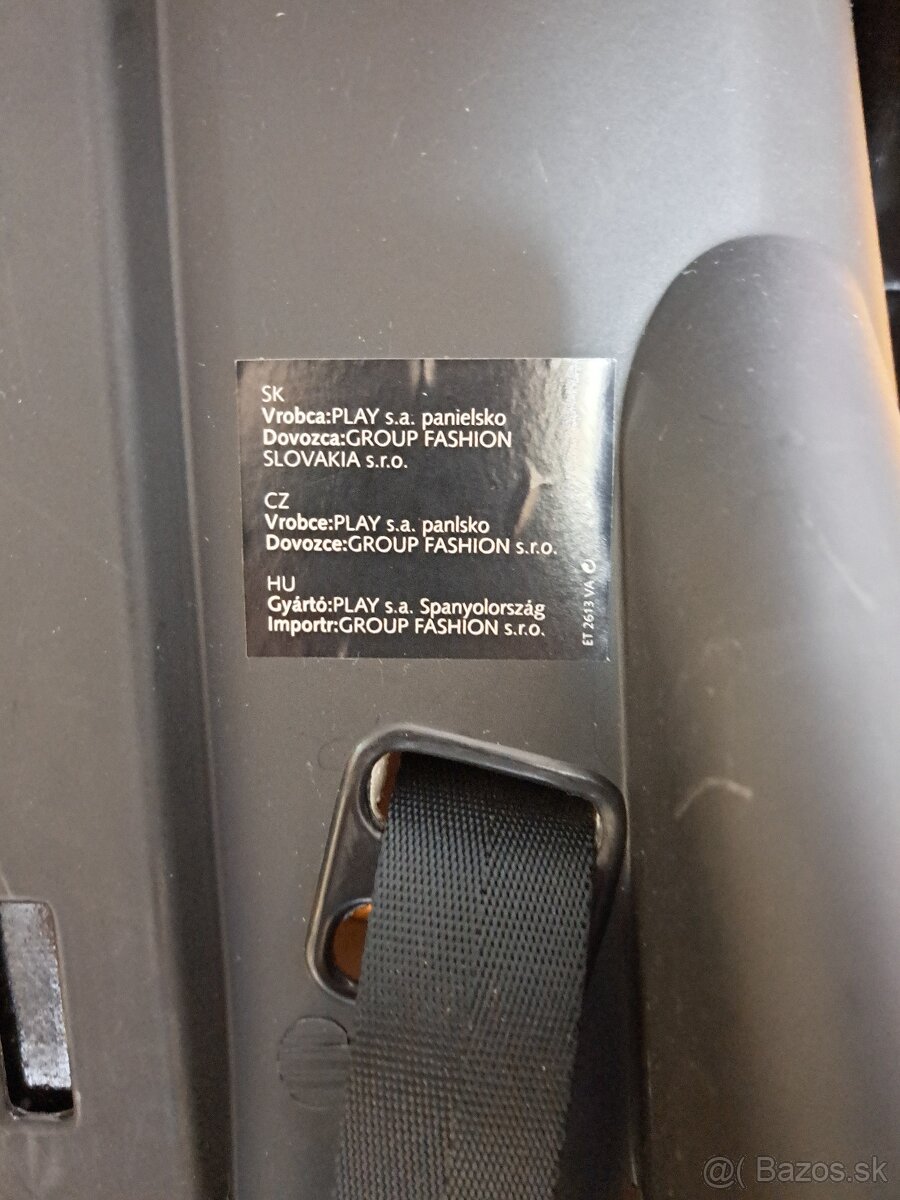 SK
Vrobca:PLAY s.a. panielsko
Dovozca:GROUP FASHION
SLOVAKIA s.r.o.
CZ
Vrobce:PLAY s.a. panlsko
Dovozce:GROUP FASHION s.r.o.
HU
Gyártó:PLAY s.a. Spanyolország
Importr:GROUP FASHION s.r.o.
ET 2613 VA
@( Bazos.sk